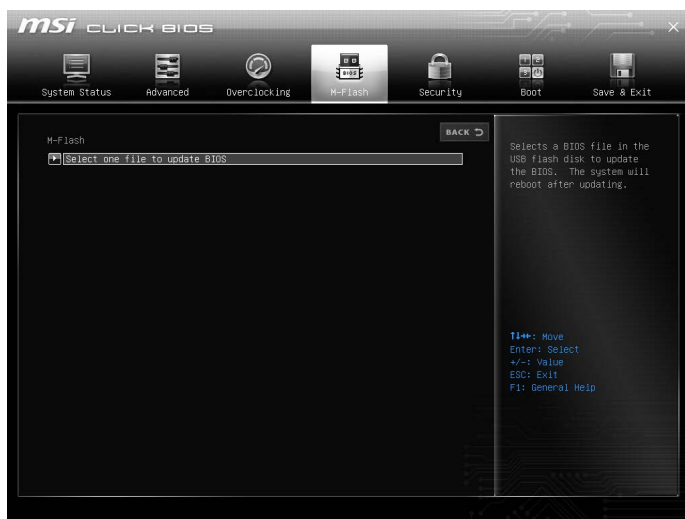 msi CLICK BIOS
System Status
Advanced
Overclocking
M-Flash
Security
Boot
Save & Exit
BACK
M-Flash
Select one file to update BIOS
Selects a BIOS file in the
USB flash disk to update
the BIOS. The system will
reboot after updating.
↑↓→←: Move
Enter: Select
+/-: Value
ESC: Exit
F1: General Help